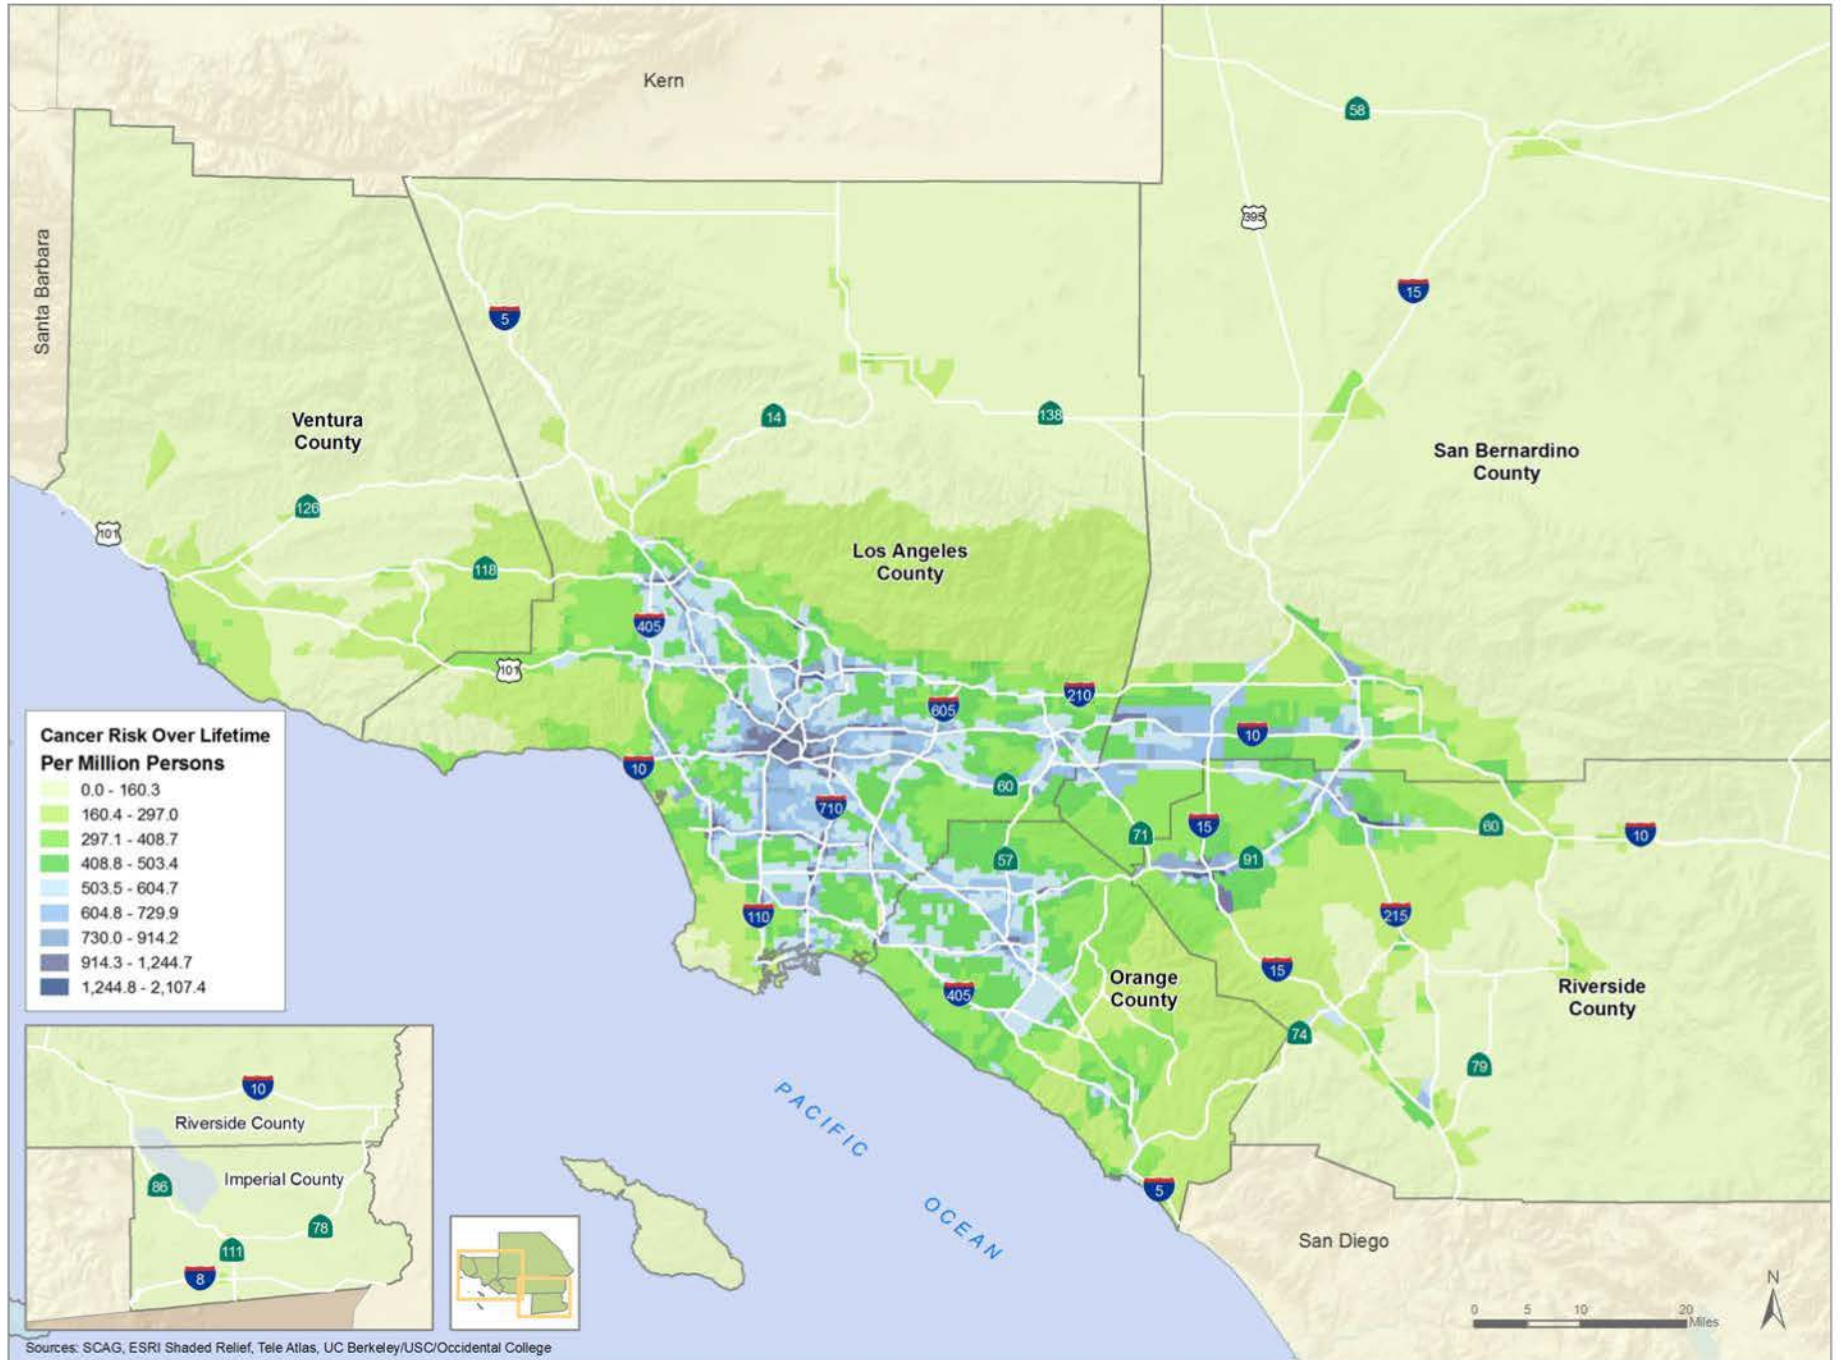 Kern
58
Santa Barbara
395
15
5
Ventura
County
14
138
San Bernardino
County
126
101
Los Angeles
County
118
405
101
210
605
10
10
60
710
15
71
60
10
57
91
110
215
15
405
Orange
County
Riverside
County
74
79
5
Cancer Risk Over Lifetime
Per Million Persons
0.0 - 160.3
160.4 - 297.0
297.1 - 408.7
408.8 - 503.4
503.5 - 604.7
604.8 - 729.9
730.0 - 914.2
914.3 - 1,244.7
1,244.8 - 2,107.4
10
Riverside County
Imperial County
86
78
111
8
PACIFIC
OCEAN
San Diego
N
0 5 10 20
Miles
Sources: SCAG, ESRI Shaded Relief, Tele Atlas, UC Berkeley/USC/Occidental College